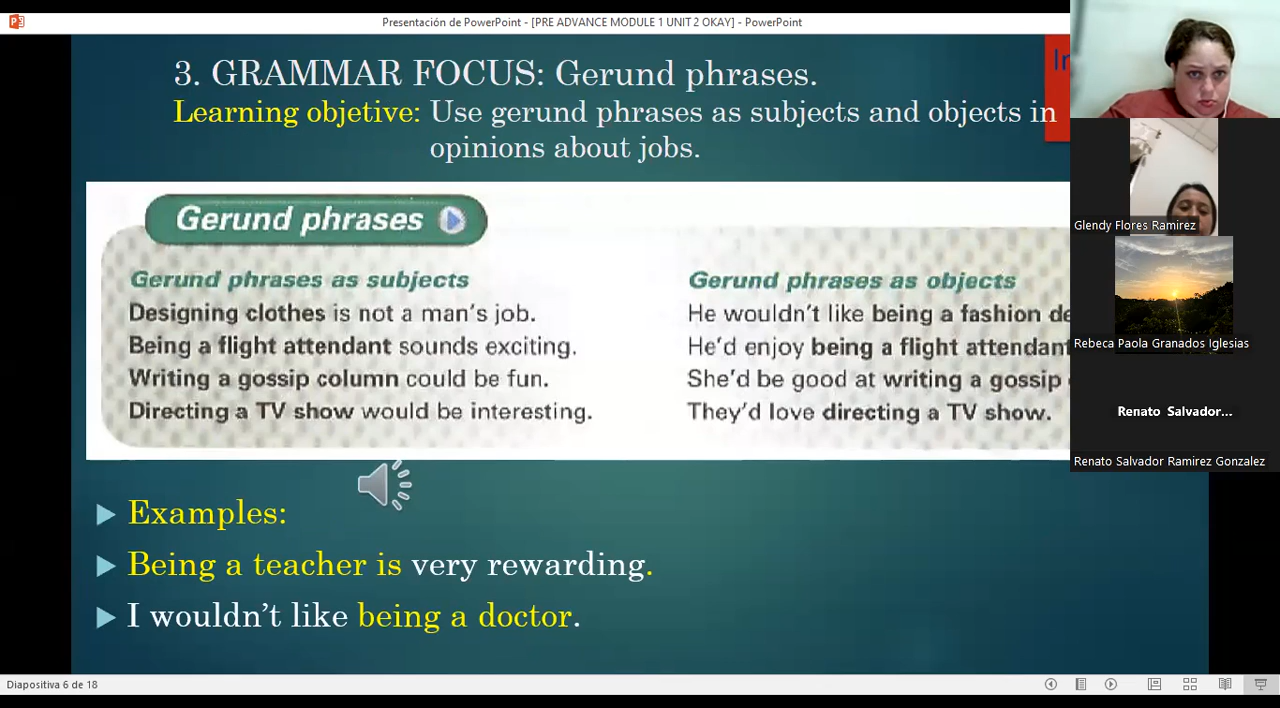 Presentación de PowerPoint - [PRE ADVANCE MODULE 1 UNIT 2 OKAY] - PowerPoint
3. GRAMMAR FOCUS: Gerund phrases.
Learning objetive: Use gerund phrases as subjects and objects in
opinions about jobs.
Gerund phrases
Gerund phrases as subjects
Designing clothes is not a man's job.
Being a flight attendant sounds exciting.
Writing a gossip column could be fun.
Directing a TV show would be interesting.
Gerund phrases as objects
He wouldn't like being a fashion de
He'd enjoy being a flight attendant
She'd be good at writing a gossip
They'd love directing a TV show.
Examples:
Being a teacher is very rewarding.
I wouldn't like being a doctor.
Glendy Flores Ramirez
Rebeca Paola Granados Iglesias
Renato Salvador...
Renato Salvador Ramirez Gonzalez
Diapositiva 6 de 18